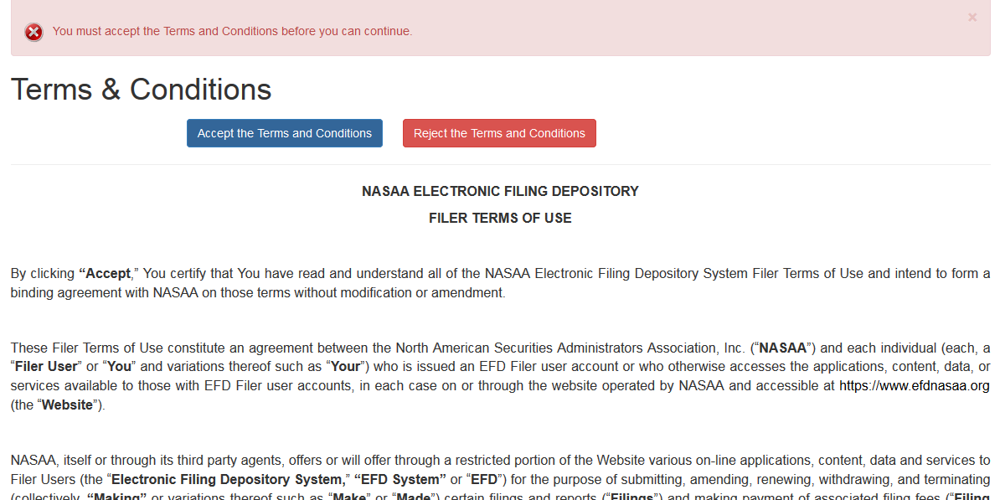 You must accept the Terms and Conditions before you can continue.
×
Terms & Conditions
Accept the Terms and Conditions
Reject the Terms and Conditions
NASAA ELECTRONIC FILING DEPOSITORY
FILER TERMS OF USE
By clicking “Accept,” You certify that You have read and understand all of the NASAA Electronic Filing Depository System Filer Terms of Use and intend to form a
binding agreement with NASAA on those terms without modification or amendment.
These Filer Terms of Use constitute an agreement between the North American Securities Administrators Association, Inc. (“NASAA”) and each individual (each, a
“Filer User” or “You” and variations thereof such as “Your”) who is issued an EFD Filer user account or who otherwise accesses the applications, content, data, or
services available to those with EFD Filer user accounts, in each case on or through the website operated by NASAA and accessible at https://www.efdnasaa.org
(the “Website”).
NASAA, itself or through its third party agents, offers or will offer through a restricted portion of the Website various on-line applications, content, data and services to
Filer Users (the “Electronic Filing Depository System,” “EFD System” or “EFD”) for the purpose of submitting, amending, renewing, withdrawing, and terminating
(collectively, “Making” or variations thereof such as “Make” or “Made”) certain filings and reports (“Filings”) and making payment of associated filing fees (“Filing